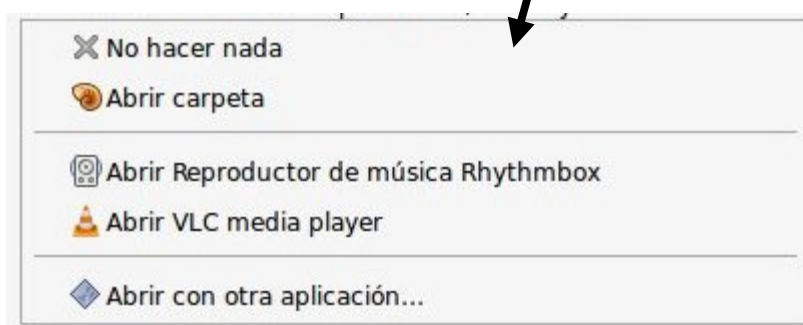 No hacer nada
Abrir carpeta
Abrir Reproductor de música Rhythmbox
Abrir VLC media player
Abrir con otra aplicación...